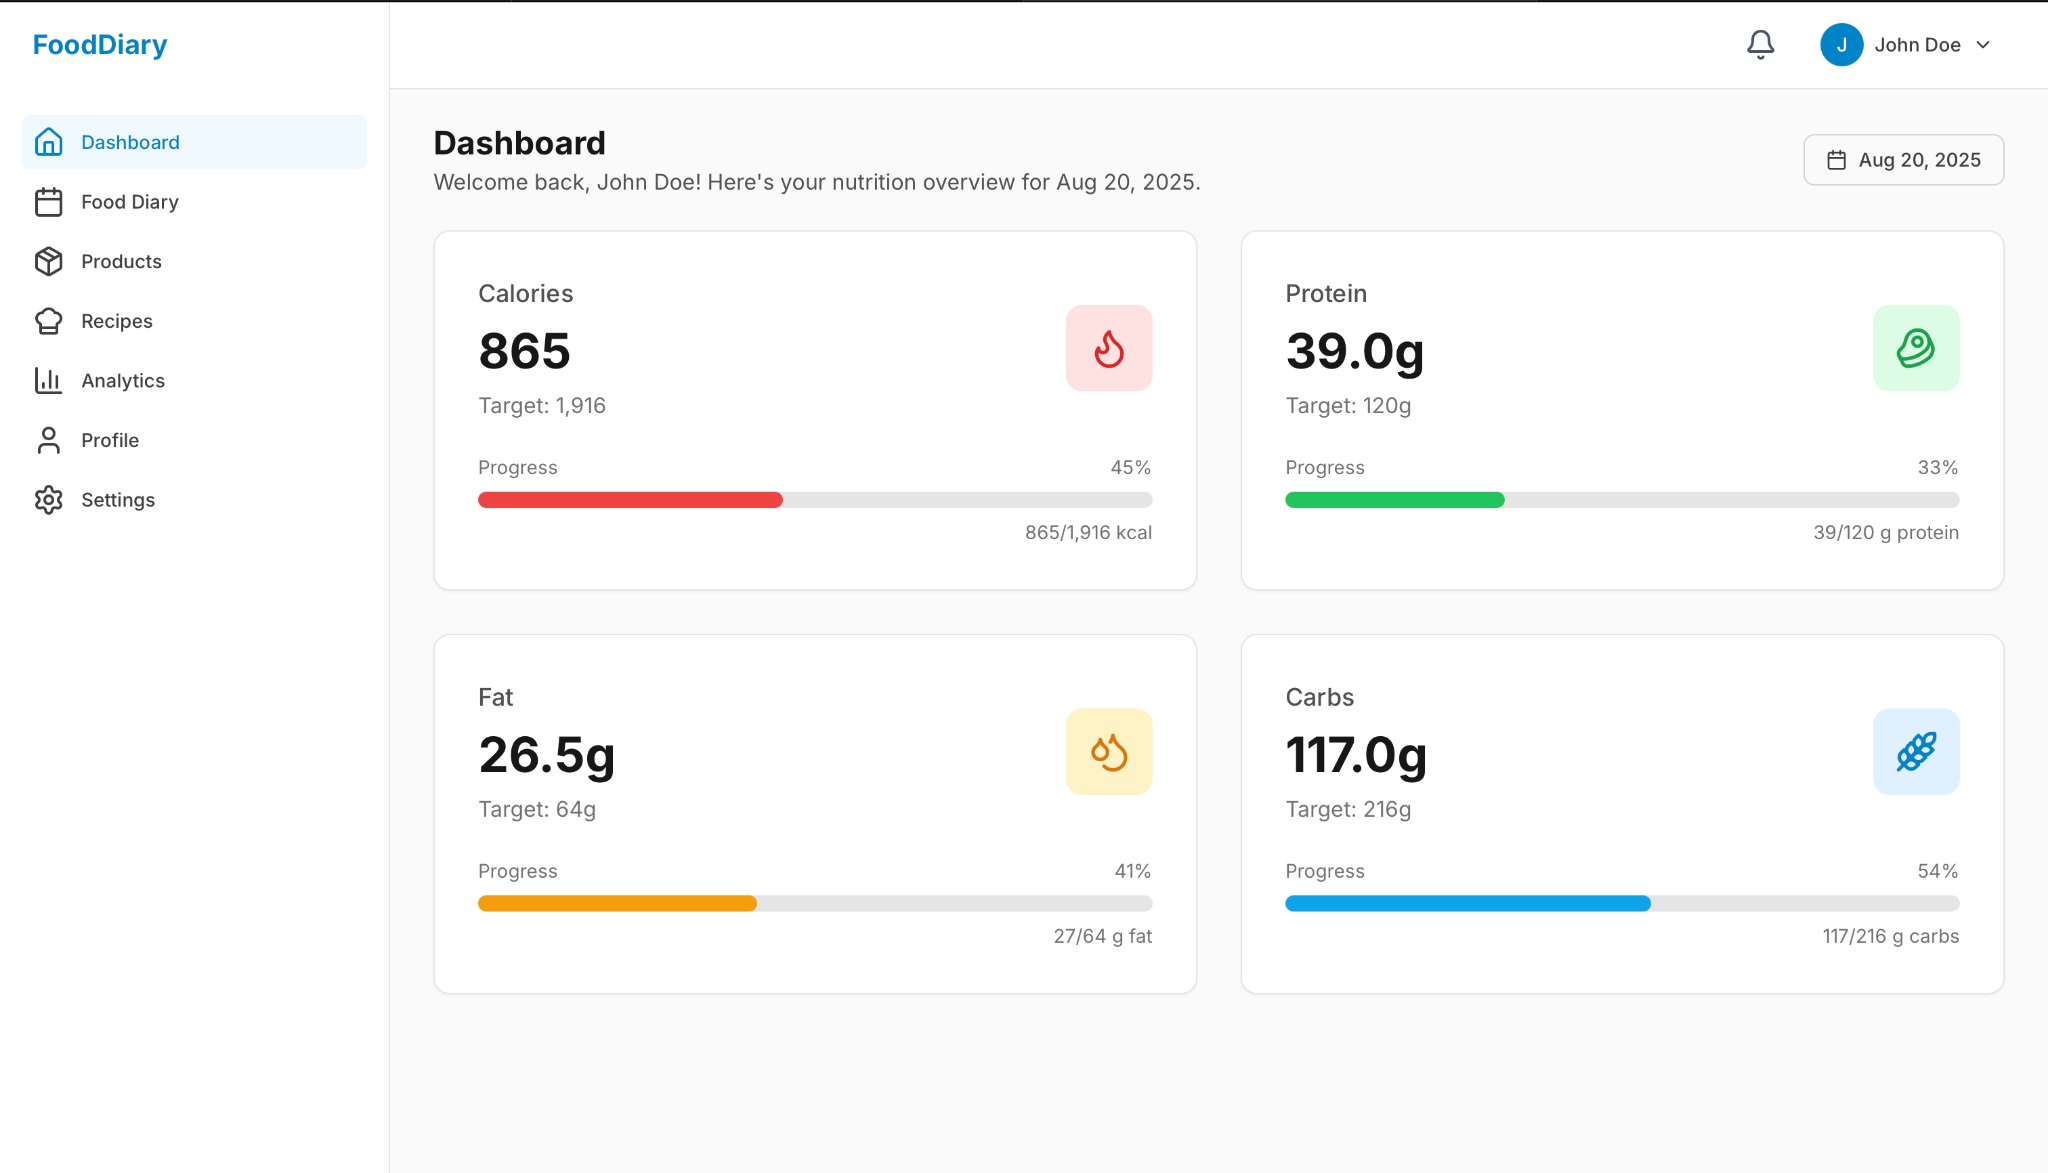 FoodDiary
J
John Doe
Dashboard
Food Diary
Products
Recipes
Analytics
Profile
Settings
Dashboard
Welcome back, John Doe! Here's your nutrition overview for Aug 20, 2025.
Aug 20, 2025
Calories
865
Target: 1,916
Progress
45%
865/1,916 kcal
Protein
39.0g
Target: 120g
Progress
33%
39/120 g protein
Fat
26.5g
Target: 64g
Progress
41%
27/64 g fat
Carbs
117.0g
Target: 216g
Progress
54%
117/216 g carbs